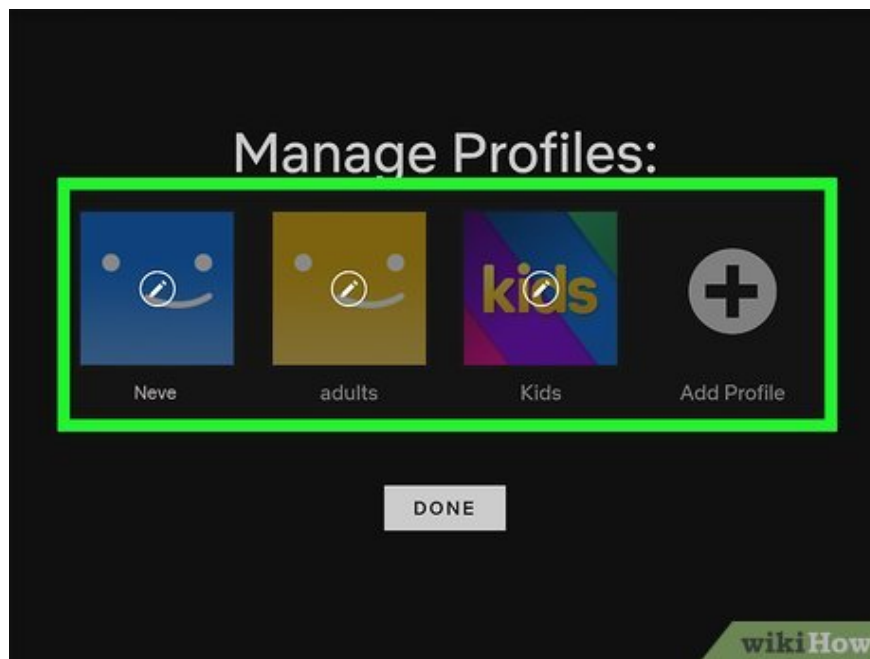 Manage Profiles:
kids
Neve adults Kids Add Profile
DONE
wikiHow